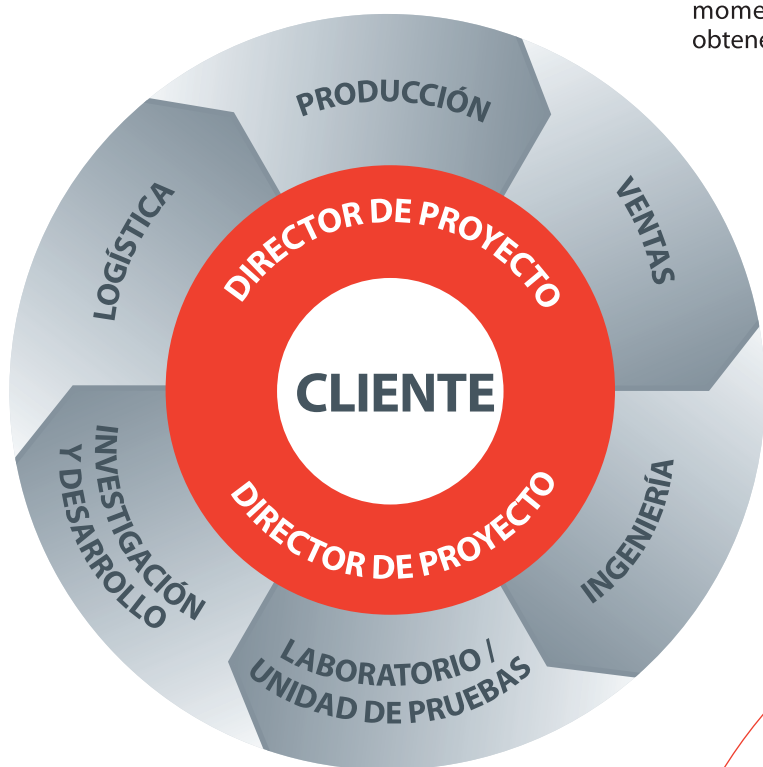 PRODUCCIÓN
VENTAS
INGENIERÍA
LABORATORIO /
UNIDAD DE PRUEBAS
INVESTIGACIÓN
Y DESARROLLO
LOGÍSTICA
DIRECTOR DE PROYECTO
CLIENTE
DIRECTOR DE PROYECTO